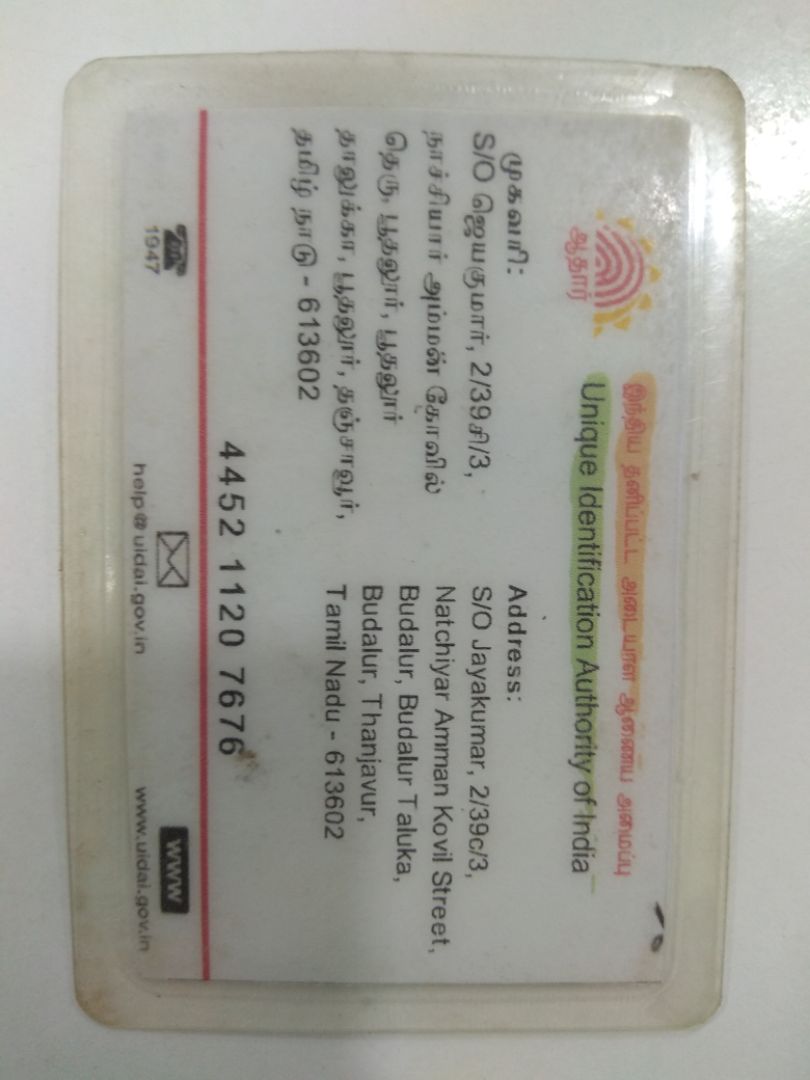 ஆதார்
இந்திய தனிப்பட்ட அடையாள ஆணைய அமைப்பு
Unique Identification Authority of India
முகவரி:
S/O ஜெயகுமார், 2/39சி/3,
நாச்சியார் அம்மன் கோவில்
தெரு, பூதலூர், பூதலூர்
தாலுக்கா, பூதலூர், தஞ்சாவூர்,
தமிழ் நாடு - 613602
Address:
S/O Jayakumar, 2/39c/3,
Natchiyar Amman Kovil Street,
Budalur, Budalur Taluka,
Budalur, Thanjavur,
Tamil Nadu - 613602
4452 1120 7676
1947
help@uidai.gov.in
www
www.uidai.gov.in